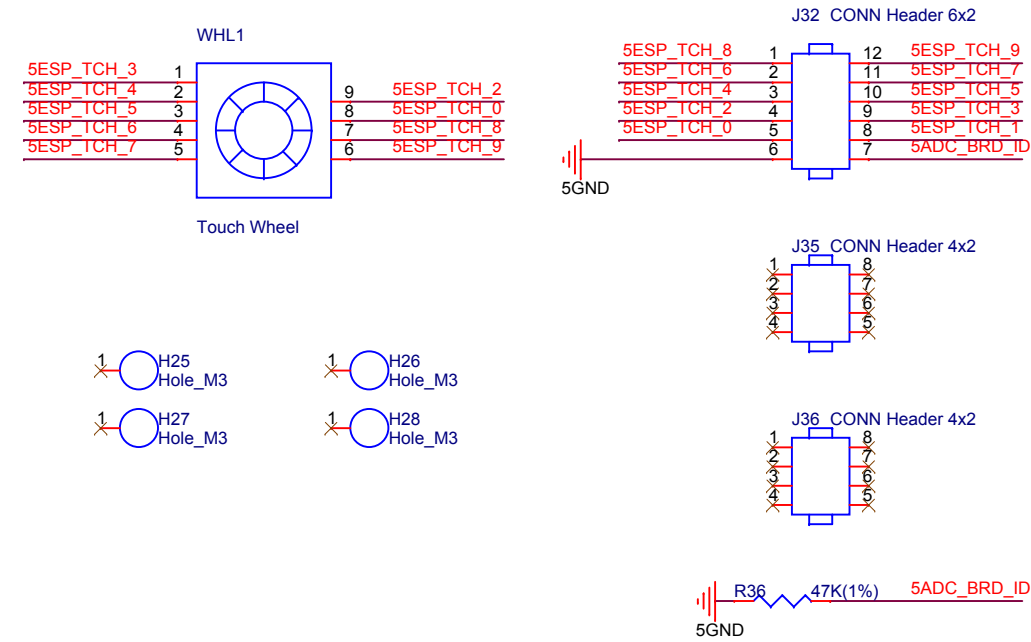 WHL1
5ESP_TCH_3 1
5ESP_TCH_4 2
5ESP_TCH_5 3
5ESP_TCH_6 4
5ESP_TCH_7 5
9 5ESP_TCH_2
8 5ESP_TCH_0
7 5ESP_TCH_8
6 5ESP_TCH_9
Touch Wheel
J32 CONN Header 6x2
5ESP_TCH_8 1 12 5ESP_TCH_9
5ESP_TCH_6 2 11 5ESP_TCH_7
5ESP_TCH_4 3 10 5ESP_TCH_5
5ESP_TCH_2 4 9 5ESP_TCH_3
5ESP_TCH_0 5 8 5ESP_TCH_1
6 7 5ADC_BRD_ID
5GND
J35 CONN Header 4x2
1 8
2 7
3 6
4 5
1 H25
Hole_M3
1 H26
Hole_M3
1 H27
Hole_M3
1 H28
Hole_M3
J36 CONN Header 4x2
1 8
2 7
3 6
4 5
R36 47K(1%) 5ADC_BRD_ID
5GND